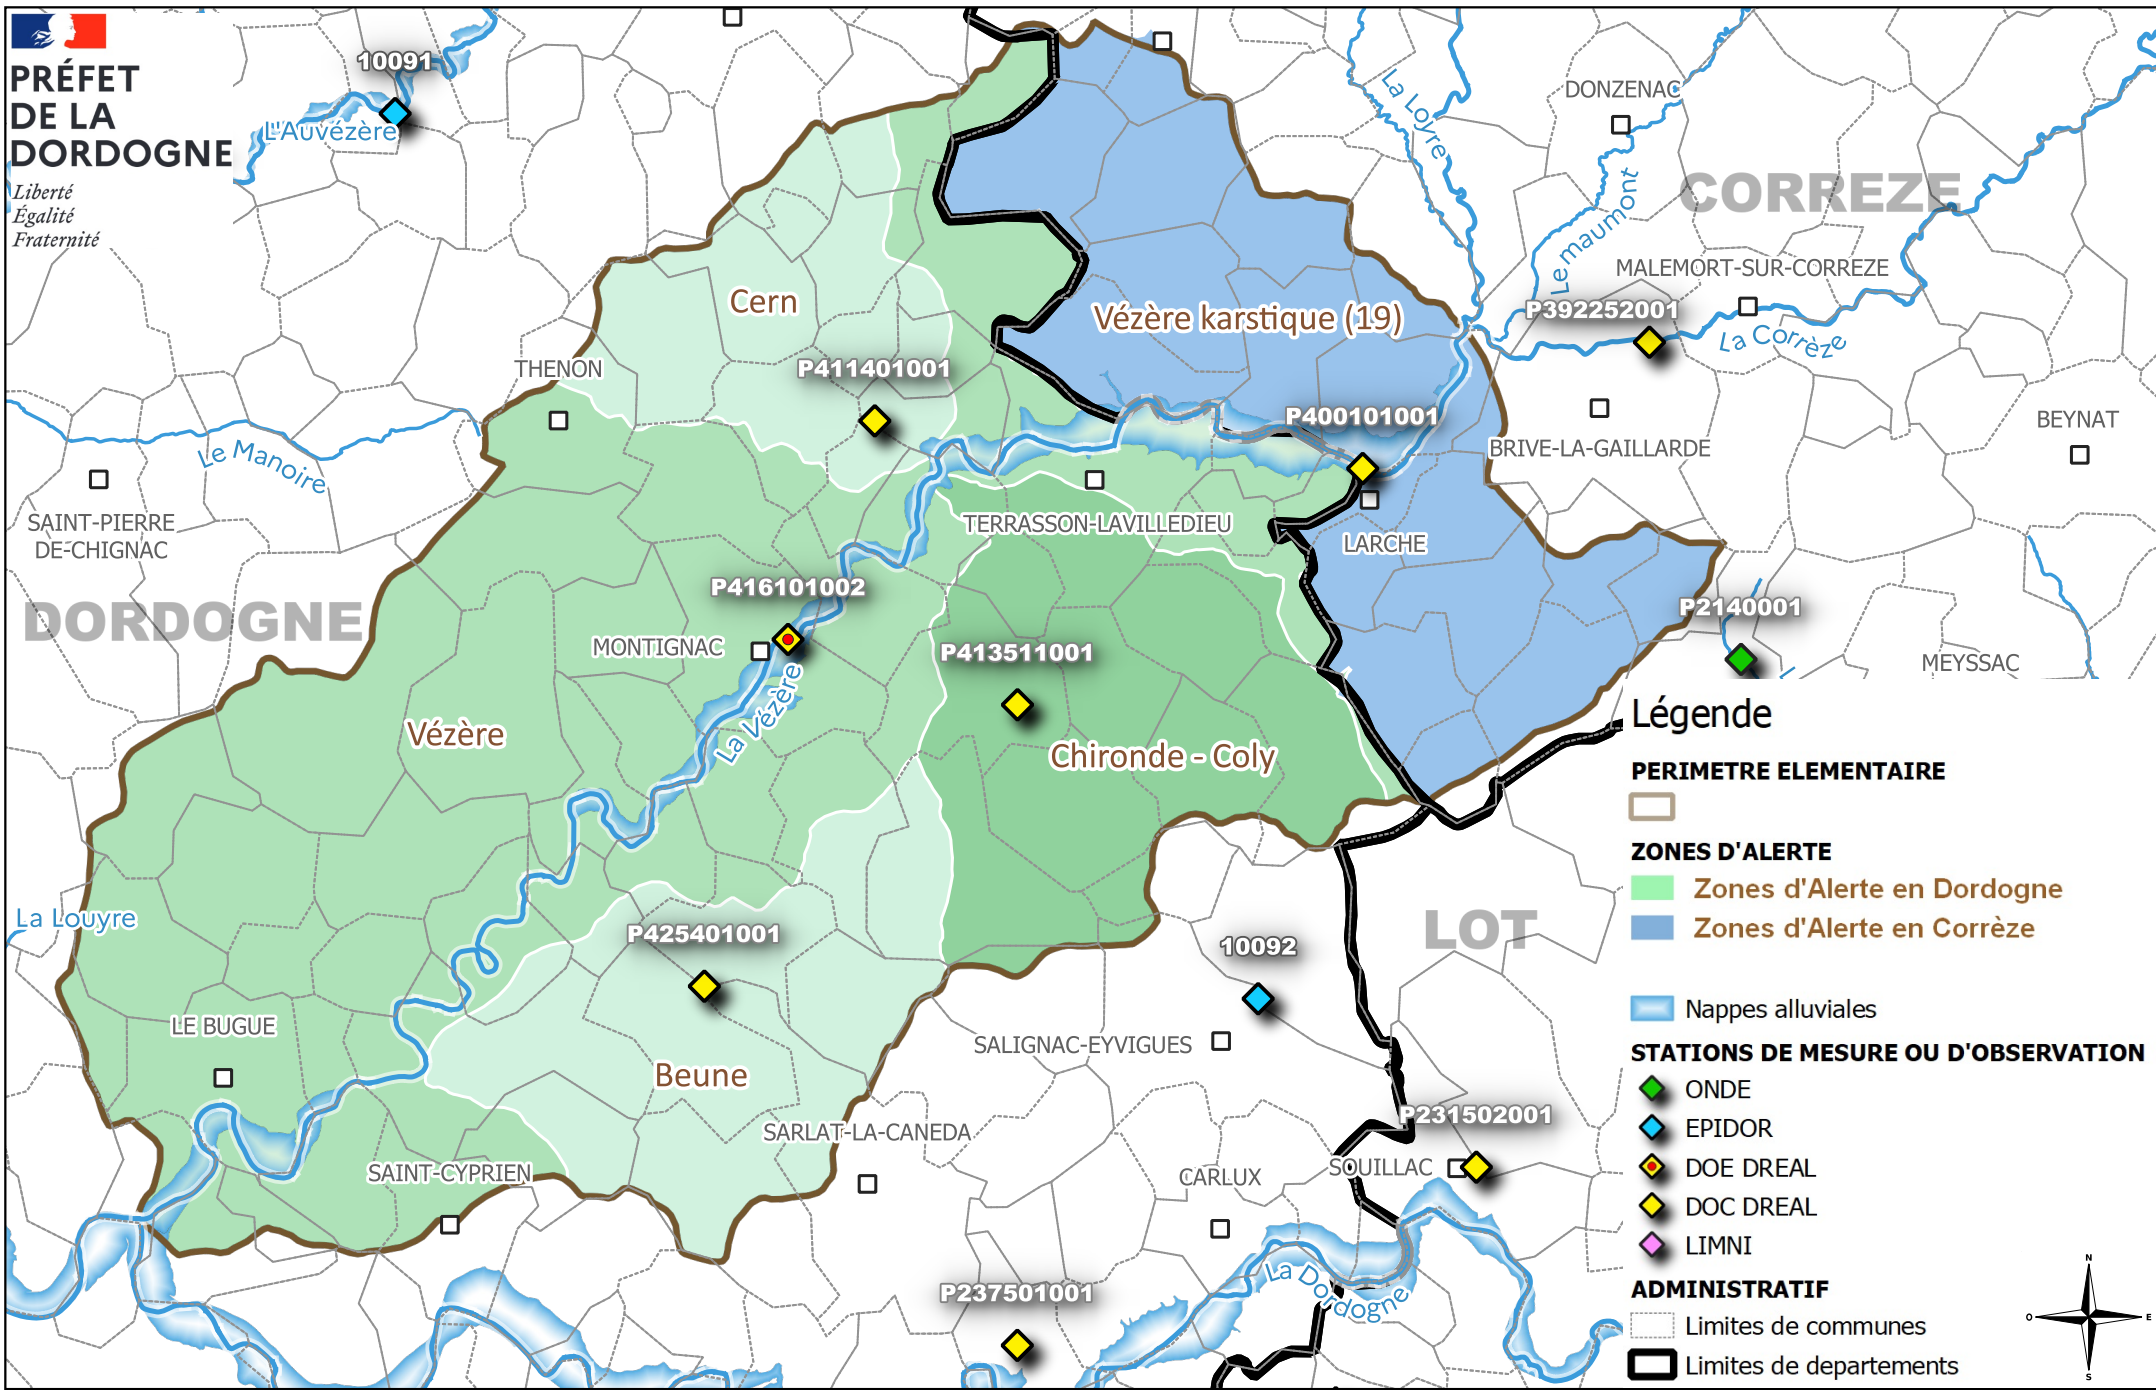 PRÉFET
DE LA
DORDOGNE
Liberté
Égalité
Fraternité
10091
L'Auvézère
La Loyre
DONZENAC
CORREZE
Le maumont
MALEMORT-SUR-CORREZE
P392252001
La Corrèze
Cern
Vézère karstique (19)
THENON
P411401001
P400101001
BRIVE-LA-GAILLARDE
BEYNAT
Le Manoire
SAINT-PIERRE
DE-CHIGNAC
TERRASSON-LAVILLEDIEU
LARCHE
DORDOGNE
P416101002
MONTIGNAC
P413511001
P2140001
MEYSSAC
La Vézère
Vézère
Chironde - Coly
La Louyre
P425401001
10092
LOT
LE BUGUE
SALIGNAC-EYVIGUES
Beune
P231502001
SARLAT-LA-CANEDA
SAINT-CYPRIEN
CARLUX
SOUILLAC
La Dordogne
P237501001
Légende
PERIMETRE ELEMENTAIRE
ZONES D'ALERTE
Zones d'Alerte en Dordogne
Zones d'Alerte en Corrèze
Nappes alluviales
STATIONS DE MESURE OU D'OBSERVATION
ONDE
EPIDOR
DOE DREAL
DOC DREAL
LIMNI
ADMINISTRATIF
Limites de communes
Limites de departements
N
O
E
S